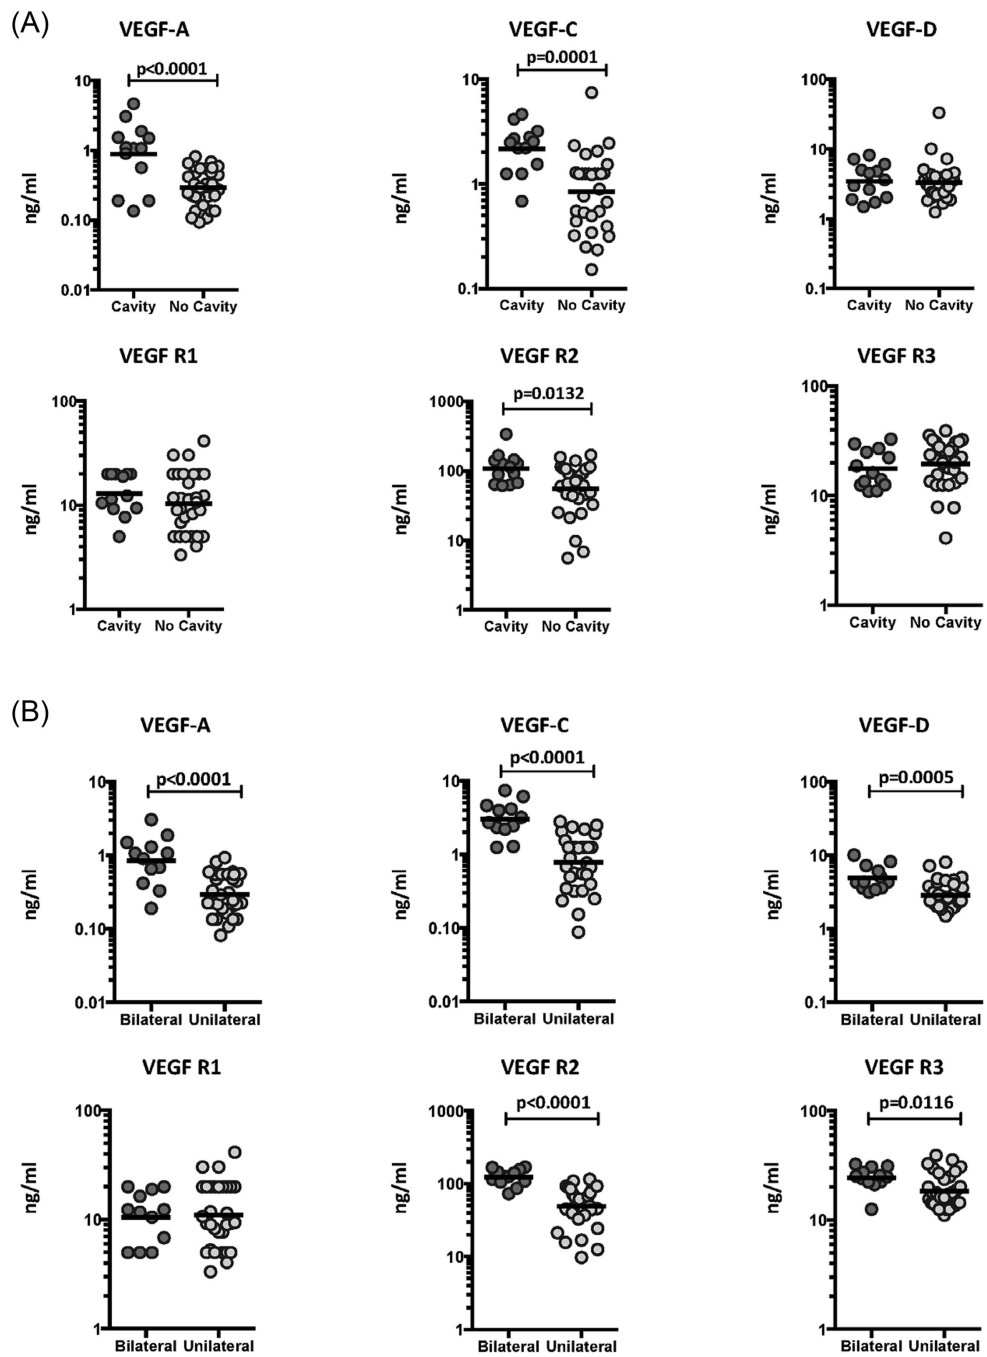 (A)
VEGF-A VEGF-C VEGF-D
p<0.0001 p=0.0001
10 10 100
1 10
ng/ml ng/ml ng/ml
1 1
0.10 1
0.01 0.1 0.1
Cavity No Cavity Cavity No Cavity Cavity No Cavity
VEGF R1 VEGF R2 VEGF R3
p=0.0132
100 1000 100
100
ng/ml ng/ml ng/ml
10 10
10
1 1 1
Cavity No Cavity Cavity No Cavity Cavity No Cavity
(B)
VEGF-A VEGF-C VEGF-D
p<0.0001 p<0.0001 p=0.0005
10 10 100
1 1 10
ng/ml ng/ml ng/ml
0.10 0.10 1
0.01 0.01 0.1
Bilateral Unilateral Bilateral Unilateral Bilateral Unilateral
VEGF R1 VEGF R2 VEGF R3
p<0.0001 p=0.0116
100 1000 100
100
ng/ml ng/ml ng/ml
10 10
10
1 1 1
Bilateral Unilateral Bilateral Unilateral Bilateral Unilateral